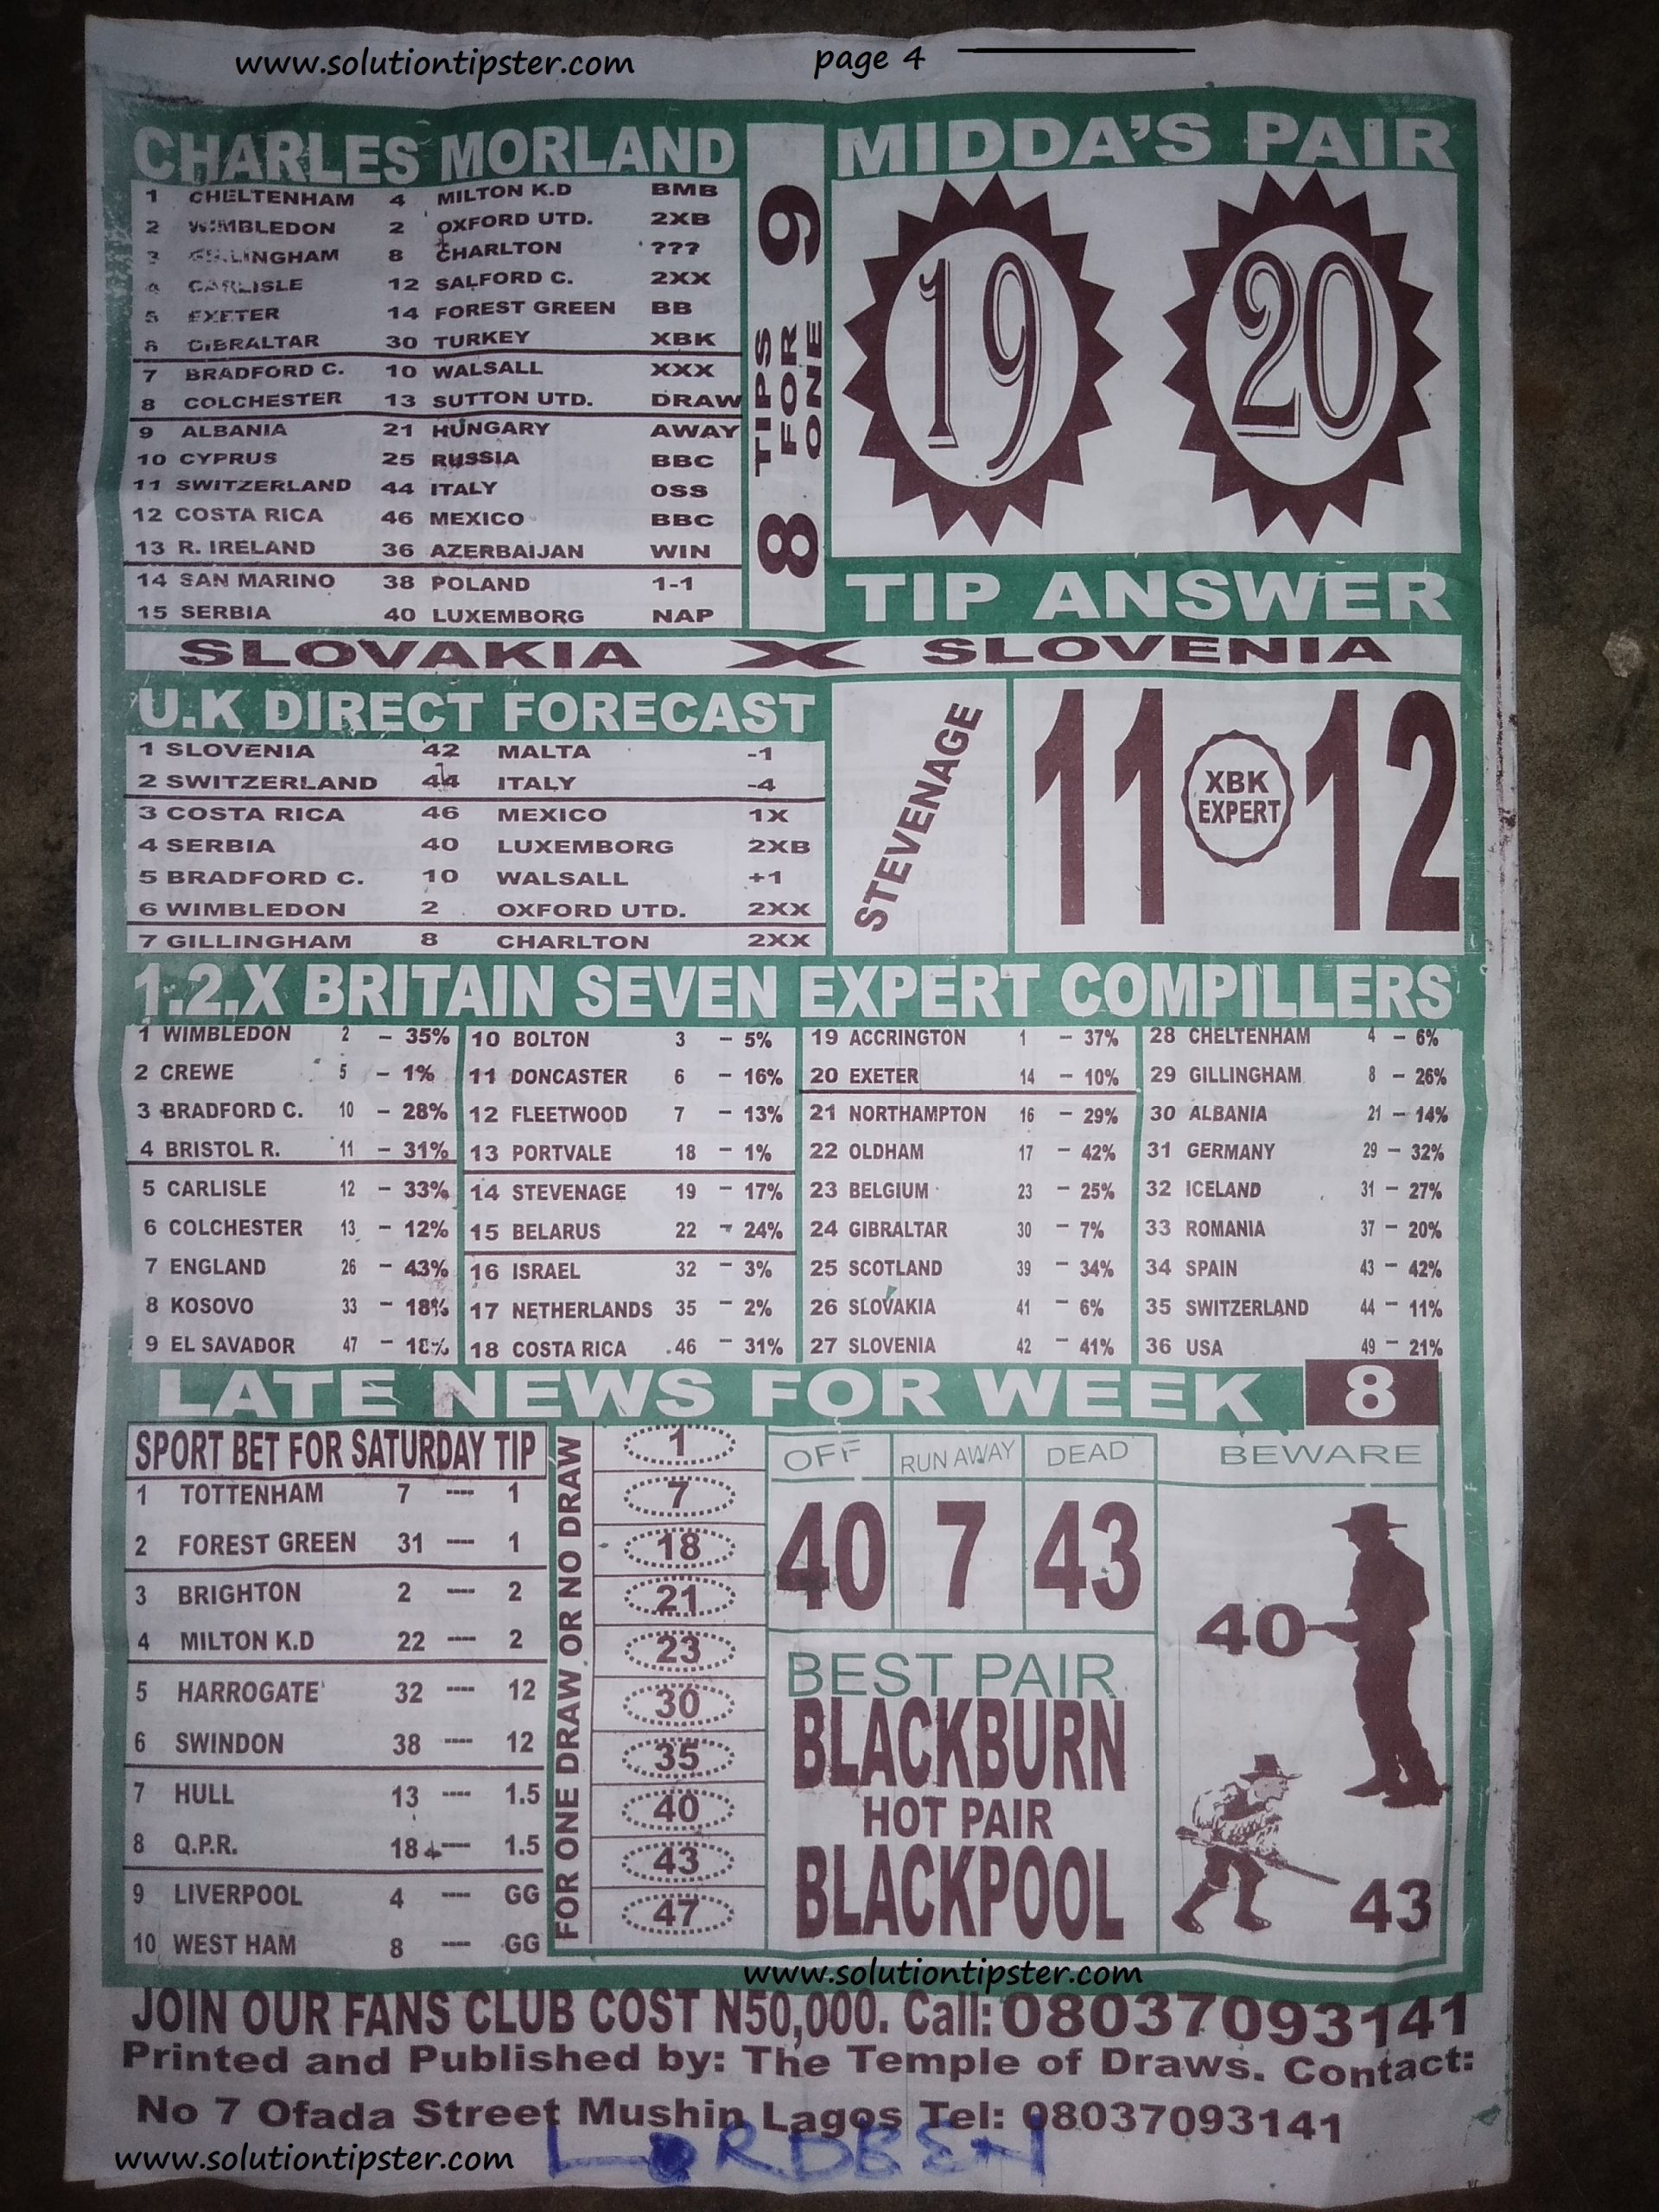 www.solutiontipster.com page 4
CHARLES MORLAND
1 CHELTENHAM 4 MILTON K.D BMB
2 WIMBLEDON 2 OXFORD UTD. 2XB
3 GILLINGHAM 8 CHARLTON ???
4 CARLISLE 12 SALFORD C. 2XX
5 EXETER 14 FOREST GREEN BB
6 GIBRALTAR 30 TURKEY XBK
7 BRADFORD C. 10 WALSALL XXX
8 COLCHESTER 13 SUTTON UTD. DRAW
9 ALBANIA 21 HUNGARY AWAY
10 CYPRUS 25 RUSSIA BBC
11 SWITZERLAND 44 ITALY OSS
12 COSTA RICA 46 MEXICO BBC
13 R. IRELAND 36 AZERBAIJAN WIN
14 SAN MARINO 38 POLAND 1-1
15 SERBIA 40 LUXEMBORG NAP
8 TIPS FOR ONE 9
MIDDA'S PAIR
19 20
TIP ANSWER
SLOVAKIA X SLOVENIA
U.K DIRECT FORECAST
1 SLOVENIA 42 MALTA -1
2 SWITZERLAND 44 ITALY -4
3 COSTA RICA 46 MEXICO 1X
4 SERBIA 40 LUXEMBORG 2XB
5 BRADFORD C. 10 WALSALL +1
6 WIMBLEDON 2 OXFORD UTD. 2XX
7 GILLINGHAM 8 CHARLTON 2XX
STEVENAGE
11 XBK EXPERT 12
1.2.X BRITAIN SEVEN EXPERT COMPILLERS
1 WIMBLEDON 2 - 35%
2 CREWE 5 - 1%
3 BRADFORD C. 10 - 28%
4 BRISTOL R. 11 - 31%
5 CARLISLE 12 - 33%
6 COLCHESTER 13 - 12%
7 ENGLAND 26 - 43%
8 KOSOVO 33 - 18%
9 EL SAVADOR 47 - 18%
10 BOLTON 3 - 5%
11 DONCASTER 6 - 16%
12 FLEETWOOD 7 - 13%
13 PORTVALE 18 - 1%
14 STEVENAGE 19 - 17%
15 BELARUS 22 - 24%
16 ISRAEL 32 - 3%
17 NETHERLANDS 35 - 2%
18 COSTA RICA .46 - 31%
19 ACCRINGTON 1 - 37%
20 EXETER 14 - 10%
21 NORTHAMPTON 16 - 29%
22 OLDHAM 17 - 42%
23 BELGIUM 23 - 25%
24 GIBRALTAR 30 - 7%
25 SCOTLAND 39 - 34%
26 SLOVAKIA 41 - 6%
27 SLOVENIA 42 - 41%
28 CHELTENHAM 4 - 6%
29 GILLINGHAM 8 - 26%
30 ALBANIA 21 - 14%
31 GERMANY 29 - 32%
32 ICELAND 31 - 27%
33 ROMANIA 37 - 20%
34 SPAIN 43 - 42%
35 SWITZERLAND 44 - 11%
36 USA 49 - 21%
LATE NEWS FOR WEEK 8
SPORT BET FOR SATURDAY TIP
1 TOTTENHAM 7 ---- 1
2 FOREST GREEN 31 ---- 1
3 BRIGHTON 2 ---- 2
4 MILTON K.D 22 ---- 2
5 HARROGATE 32 ---- 12
6 SWINDON 38 ---- 12
7 HULL 13 ---- 1.5
8 Q.P.R. 18 ---- 1.5
9 LIVERPOOL 4 ---- GG
10 WEST HAM 8 ---- GG
FOR ONE DRAW OR NO DRAW
1
7
18
21
23
30
35
40
43
47
OFF RUN AWAY DEAD
40 7 43
BEST PAIR
BLACKBURN
HOT PAIR
BLACKPOOL
BEWARE
40
43
www.solutiontipster.com
JOIN OUR FANS CLUB COST N50,000. Call: 08037093141
Printed and Published by: The Temple of Draws. Contact:
No 7 Ofada Street Mushin Lagos Tel: 08037093141
www.solutiontipster.com LORDBEN